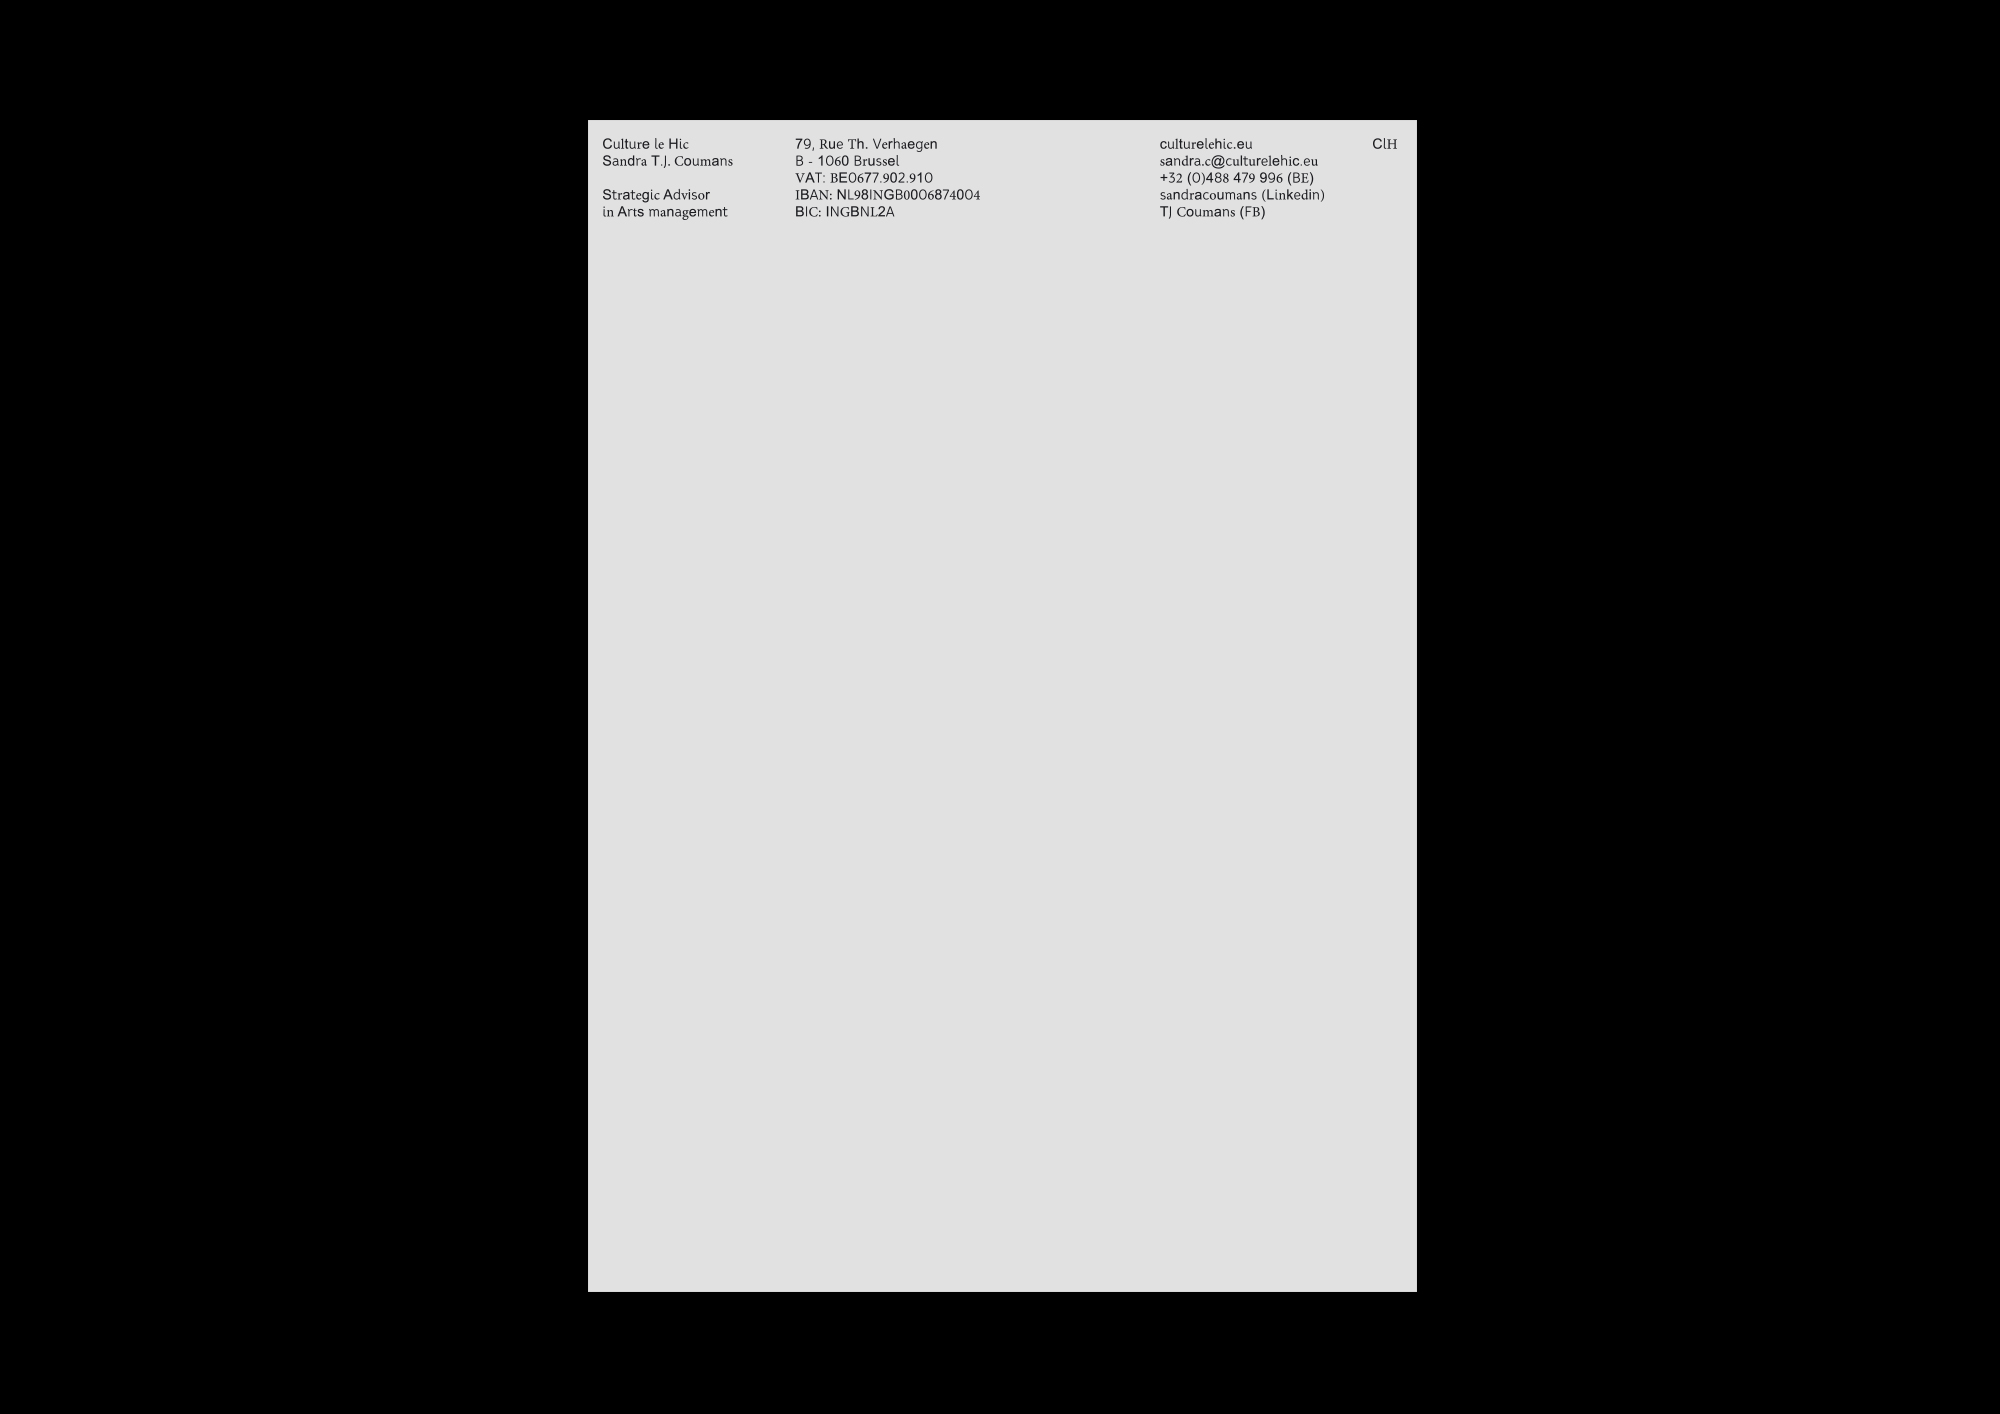 Culture le Hic
Sandra T.J. Coumans
Strategic Advisor
in Arts management
79, Rue Th. Verhaegen
B - 1060 Brussel
VAT: BE0677.902.910
IBAN: NL98INGB0006874004
BIC: INGBNL2A
culturelehic.eu
sandra.c@culturelehic.eu
+32 (0)488 479 996 (BE)
sandracoumans (Linkedin)
TJ Coumans (FB)
ClH